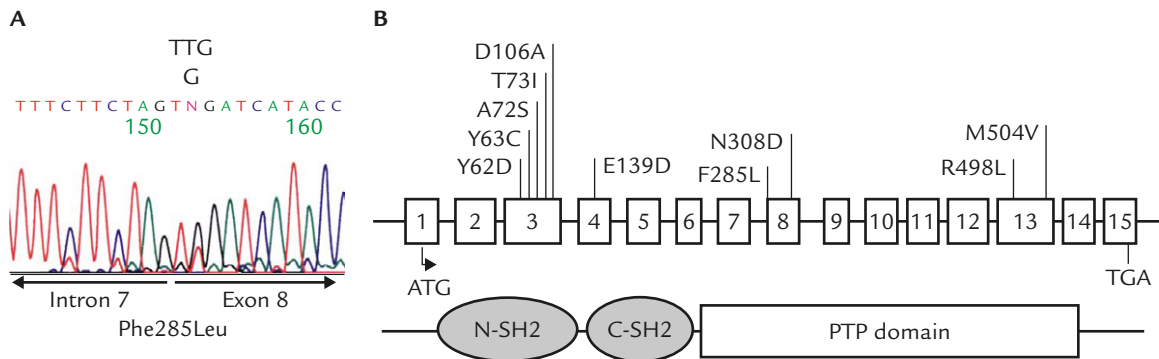 A
TTG
G
TTTCTTCTAGTNGATCATACC
150 160
Intron 7 Exon 8
Phe285Leu
B
D106A
T73I
A72S
Y63C
Y62D
E139D
N308D
F285L
M504V
R498L
1 2 3 4 5 6 7 8 9 10 11 12 13 14 15
ATG
TGA
N-SH2 C-SH2 PTP domain